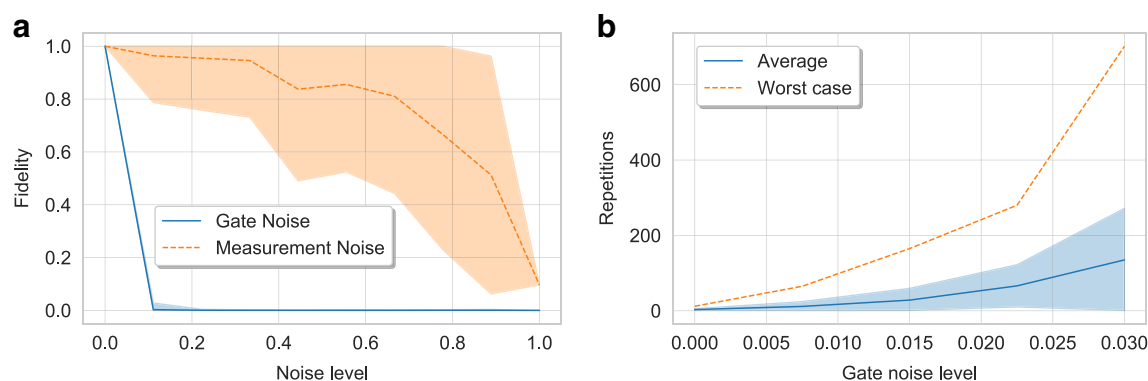 a
Fidelity
1.0
0.8
0.6
0.4
0.2
0.0
Gate Noise
Measurement Noise
0.0 0.2 0.4 0.6 0.8 1.0
Noise level
b
Repetitions
600
400
200
0
Average
Worst case
0.000 0.005 0.010 0.015 0.020 0.025 0.030
Gate noise level